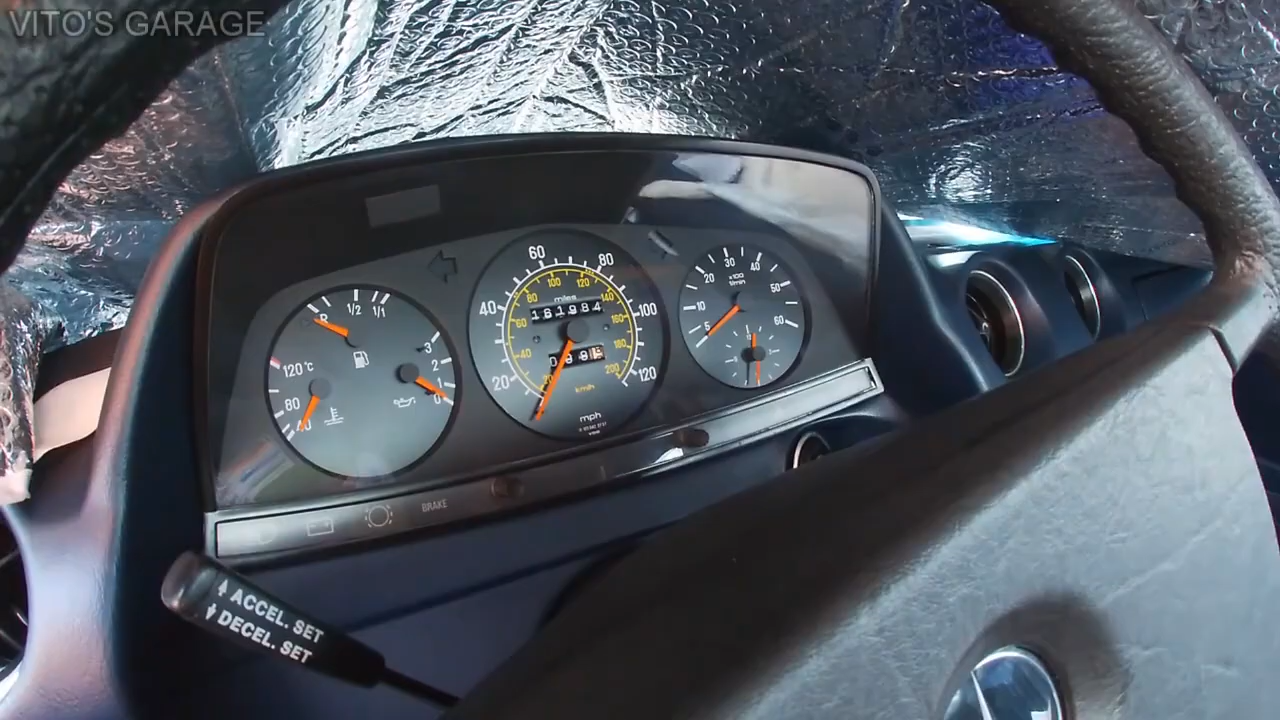 VITO'S GARAGE
R 1/2 1/1
120°C
80
40
3
2
1
0
20 40 60 80 100 120
20 40 60 80 100 120 140 160 180 200
miles
161984
km/h
mph
5 10 20 30 40 50 60
x100
1/min
BRAKE
ACCEL. SET
DECEL. SET